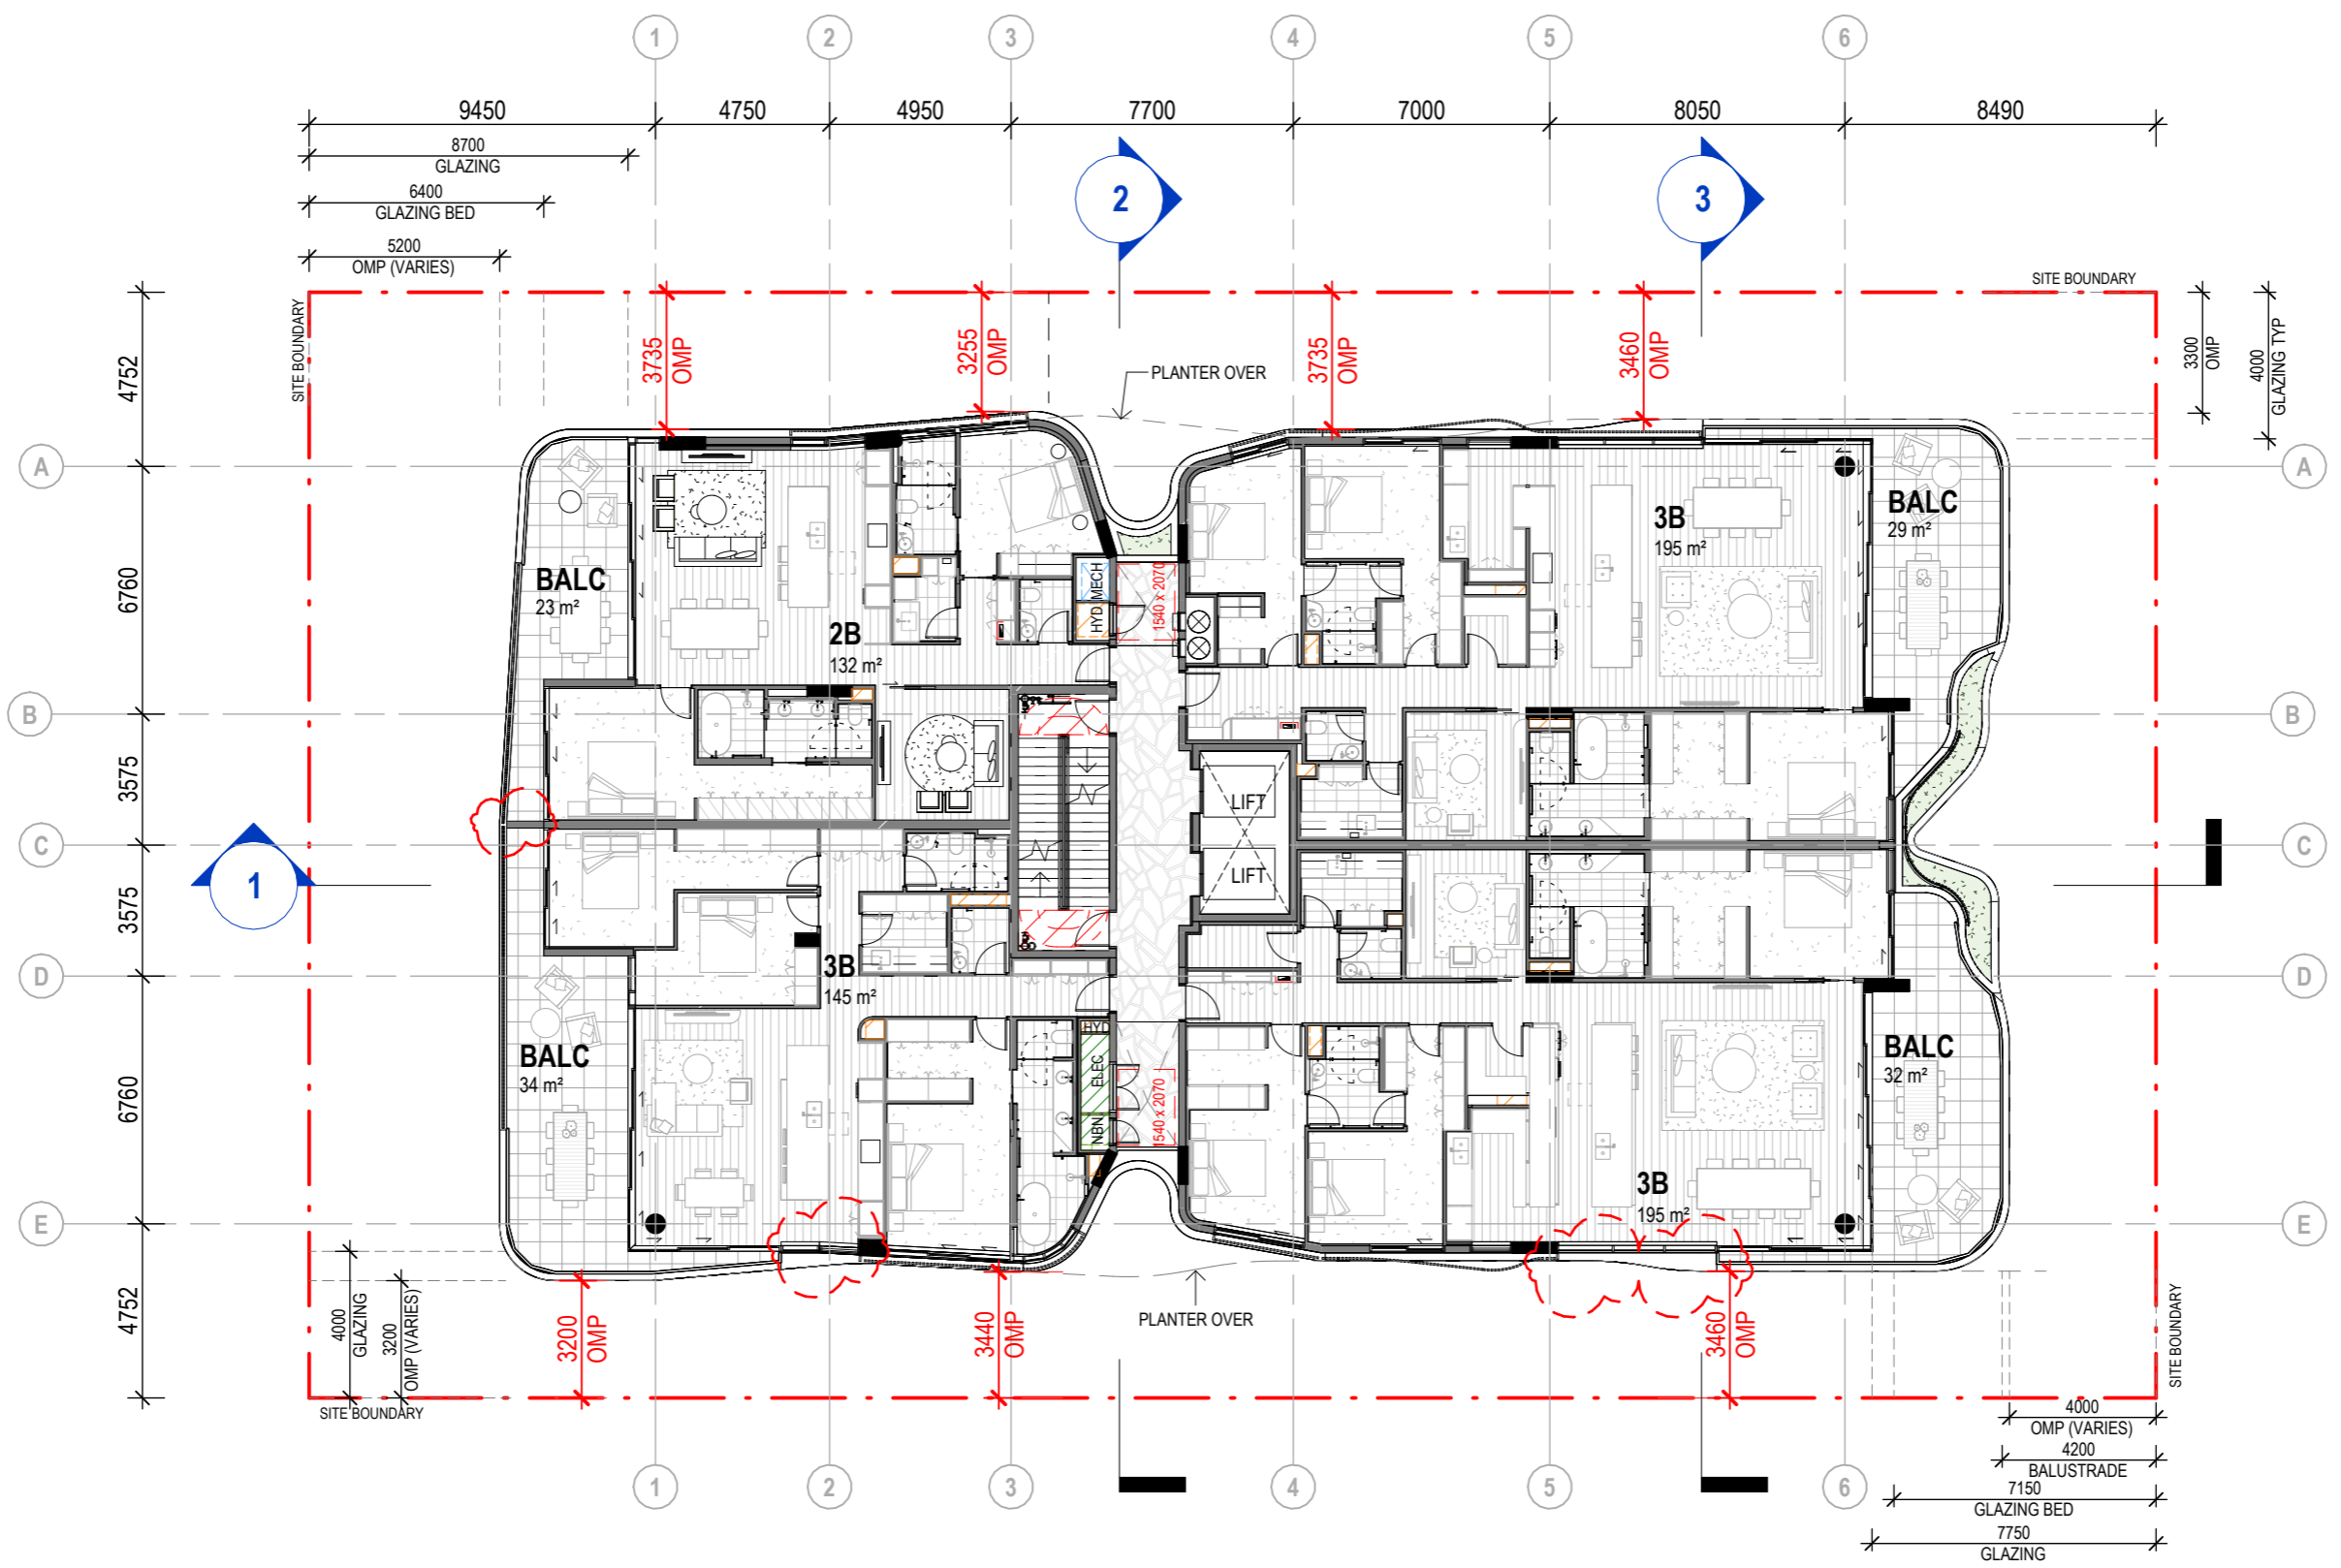 1 2 3 4 5 6
9450 4750 4950 7700 7000 8050 8490
8700
GLAZING
6400
GLAZING BED
5200
OMP (VARIES)
2
3
SITE BOUNDARY
SITE BOUNDARY
4752
6760
3575
3575
6760
4752
3735
OMP
3255
OMP
3735
OMP
3460
OMP
3300
OMP
4000
GLAZING TYP
PLANTER OVER
A
A
BALC
23 m²
2B
132 m²
HYD
MECH
1540 x 2070
3B
195 m²
BALC
29 m²
B
B
LIFT
C
C
1
LIFT
D
D
3B
145 m²
BALC
34 m²
HYD
ELEC
NBN
1540 x 2070
3B
195 m²
BALC
32 m²
E
E
4000
GLAZING
3200
OMP (VARIES)
3200
OMP
3440
OMP
PLANTER OVER
3460
OMP
SITE BOUNDARY
SITE BOUNDARY
4000
OMP (VARIES)
4200
BALUSTRADE
7150
GLAZING BED
7750
GLAZING
1 2 3 4 5 6